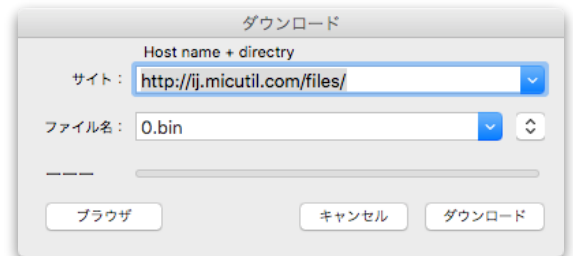 ダウンロード
Host name + directry
サイト： http://ij.micutil.com/files/
ファイル名： 0.bin
ーーー
ブラウザ キャンセル ダウンロード